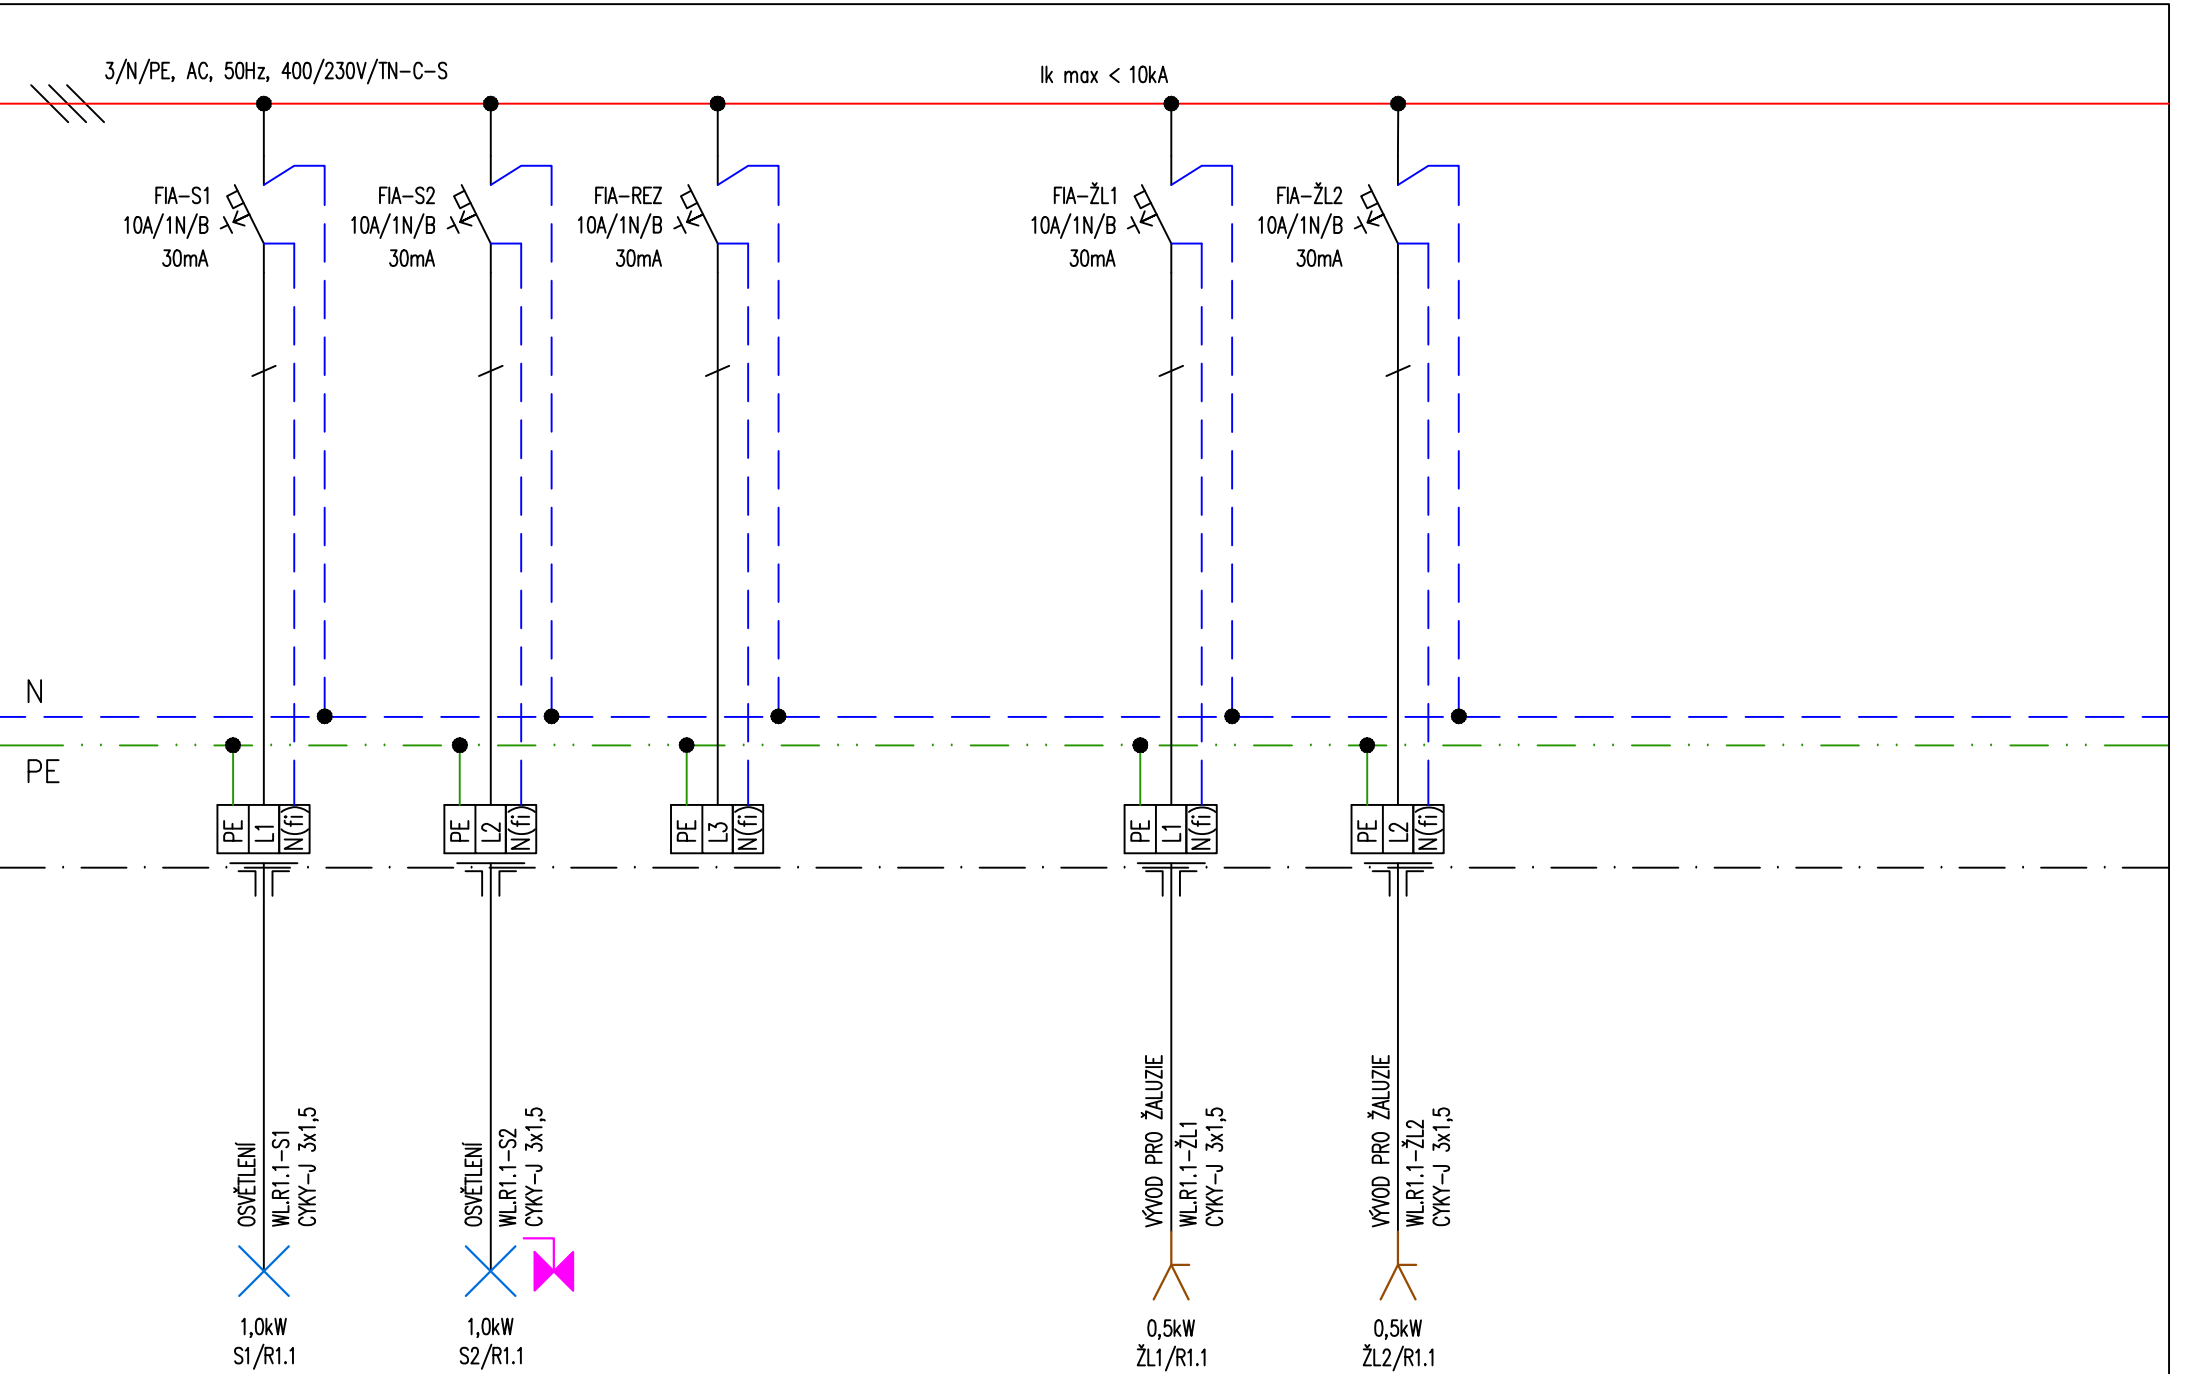 3/N/PE, AC, 50Hz, 400/230V/TN-C-S
Ik max < 10kA
FIA-S1
10A/1N/B
30mA
FIA-S2
10A/1N/B
30mA
FIA-REZ
10A/1N/B
30mA
FIA-ŽL1
10A/1N/B
30mA
FIA-ŽL2
10A/1N/B
30mA
N
PE
PE
L1
N(fi)
PE
L2
N(fi)
PE
L3
N(fi)
PE
L1
N(fi)
PE
L2
N(fi)
OSVĚTLENÍ
WL.R1.1-S1
CYKY-J 3x1,5
OSVĚTLENÍ
WL.R1.1-S2
CYKY-J 3x1,5
VÝVOD PRO ŽALUZIE
WL.R1.1-ŽL1
CYKY-J 3x1,5
VÝVOD PRO ŽALUZIE
WL.R1.1-ŽL2
CYKY-J 3x1,5
1,0kW
S1/R1.1
1,0kW
S2/R1.1
0,5kW
ŽL1/R1.1
0,5kW
ŽL2/R1.1